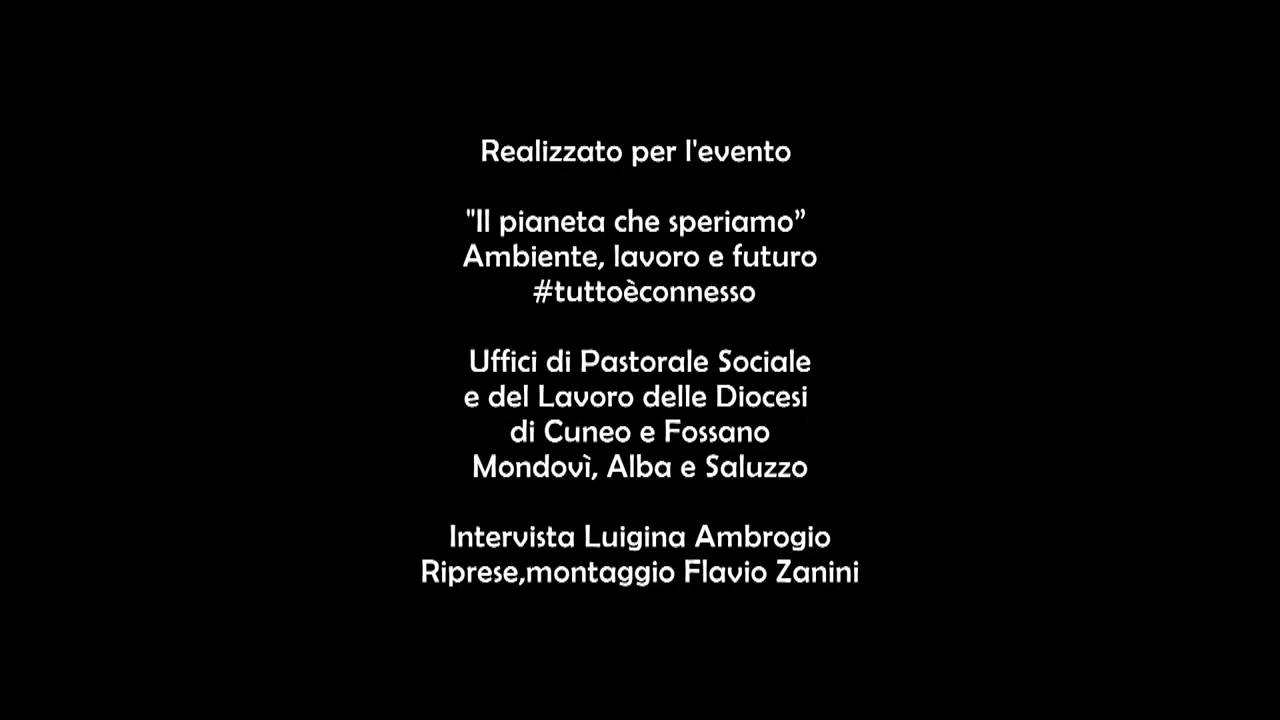 Realizzato per l'evento
"Il pianeta che speriamo”
Ambiente, lavoro e futuro
#tuttoèconnesso
Uffici di Pastorale Sociale
e del Lavoro delle Diocesi
di Cuneo e Fossano
Mondovì, Alba e Saluzzo
Intervista Luigina Ambrogio
Riprese,montaggio Flavio Zanini